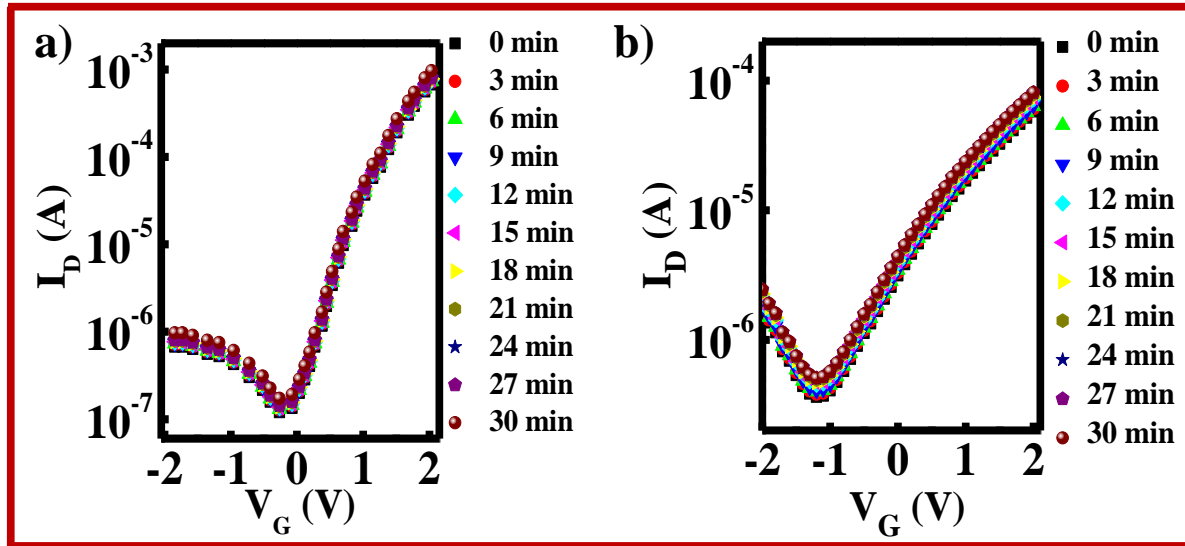 a)
I_D (A)
10^-3
10^-4
10^-5
10^-6
10^-7
-2 -1 0 1 2
V_G (V)
0 min
3 min
6 min
9 min
12 min
15 min
18 min
21 min
24 min
27 min
30 min
b)
I_D (A)
10^-4
10^-5
10^-6
-2 -1 0 1 2
V_G (V)
0 min
3 min
6 min
9 min
12 min
15 min
18 min
21 min
24 min
27 min
30 min